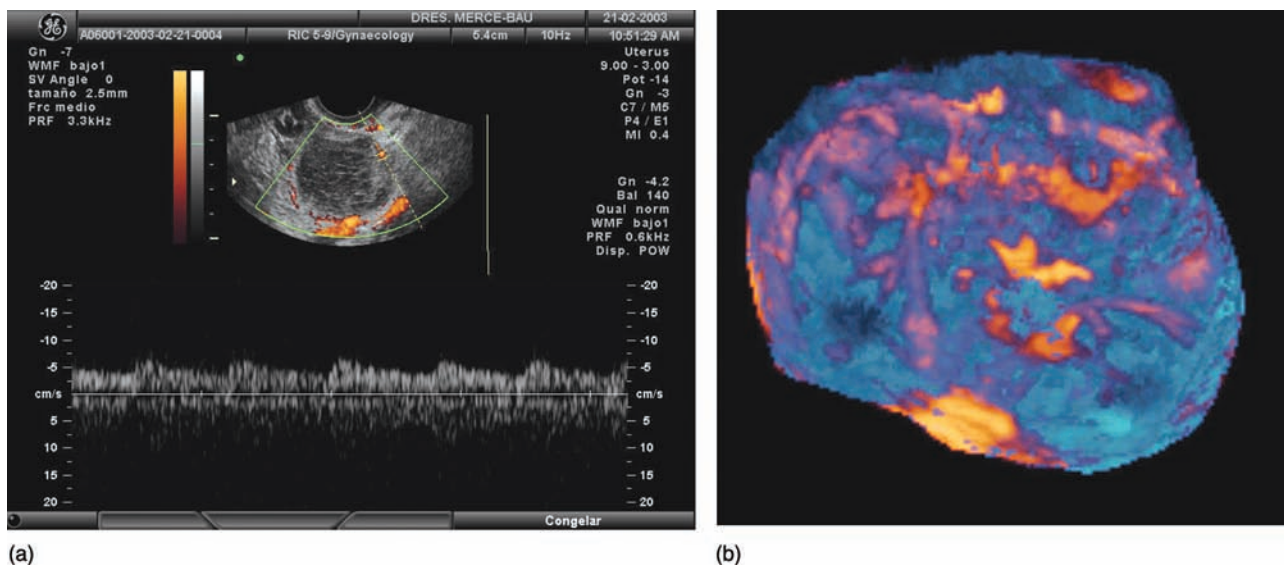 DRES. MERCE-BAU 21-02-2003
A06001-2003-02-21-0004 RIC 5-9/Gynaecology 5.4cm 10Hz 10:51:29 AM
Gn -7
WMF bajo1
SV Angle 0
tamaño 2.5mm
Frc medio
PRF 3.3kHz
Uterus
9.00 - 3.00
Pot -14
Gn -3
C7 / M5
P4 / E1
MI 0.4
Gn -4.2
Bal 140
Qual norm
WMF bajo1
PRF 0.6kHz
Disp. POW
-20 -20
-15 -15
-10 -10
-5 -5
cm/s cm/s
5 5
10 10
15 15
20 20
Congelar
(a) (b)